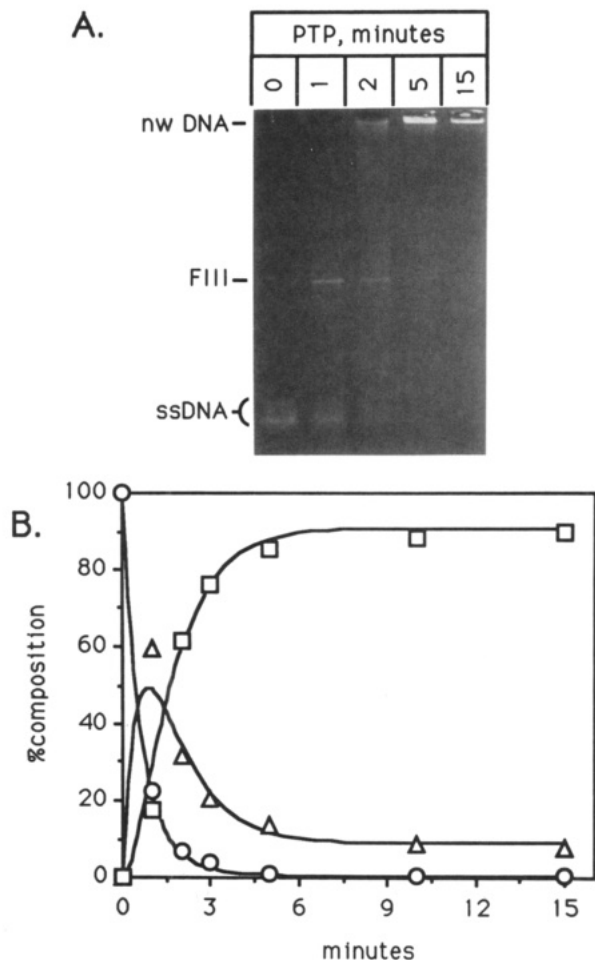 A.
PTP, minutes
0 1 2 5 15
nw DNA
FIII
ssDNA
B.
100
80
60
40
20
0
%composition
0 3 6 9 12 15
minutes